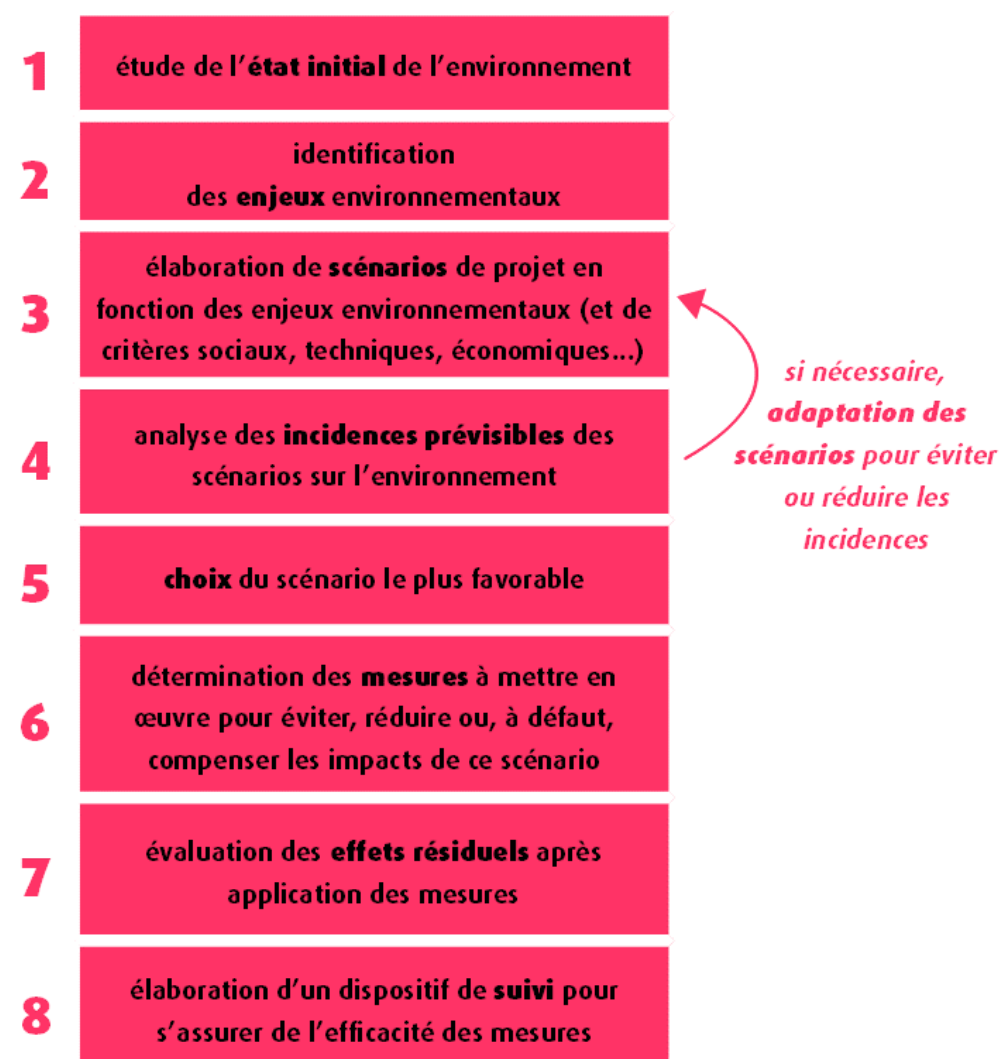 1
étude de l’état initial de l’environnement
2
identification
des enjeux environnementaux
3
élaboration de scénarios de projet en
fonction des enjeux environnementaux (et de
critères sociaux, techniques, économiques...)
4
analyse des incidences prévisibles des
scénarios sur l’environnement
si nécessaire,
adaptation des
scénarios pour éviter
ou réduire les
incidences
5
choix du scénario le plus favorable
6
détermination des mesures à mettre en
œuvre pour éviter, réduire ou, à défaut,
compenser les impacts de ce scénario
7
évaluation des effets résiduels après
application des mesures
8
élaboration d’un dispositif de suivi pour
s’assurer de l’efficacité des mesures